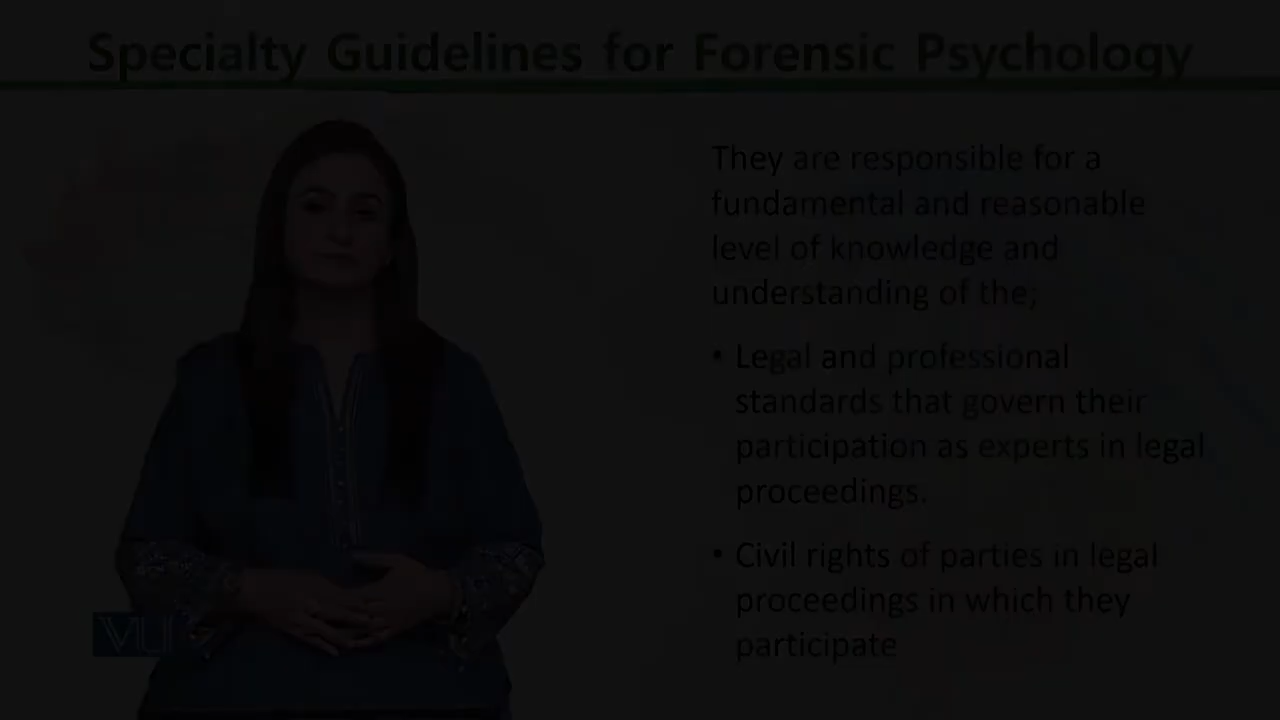 Specialty Guidelines for Forensic Psychology
They are responsible for a
fundamental and reasonable
level of knowledge and
understanding of the;
• Legal and professional
standards that govern their
participation as experts in legal
proceedings.
• Civil rights of parties in legal
proceedings in which they
participate
VU